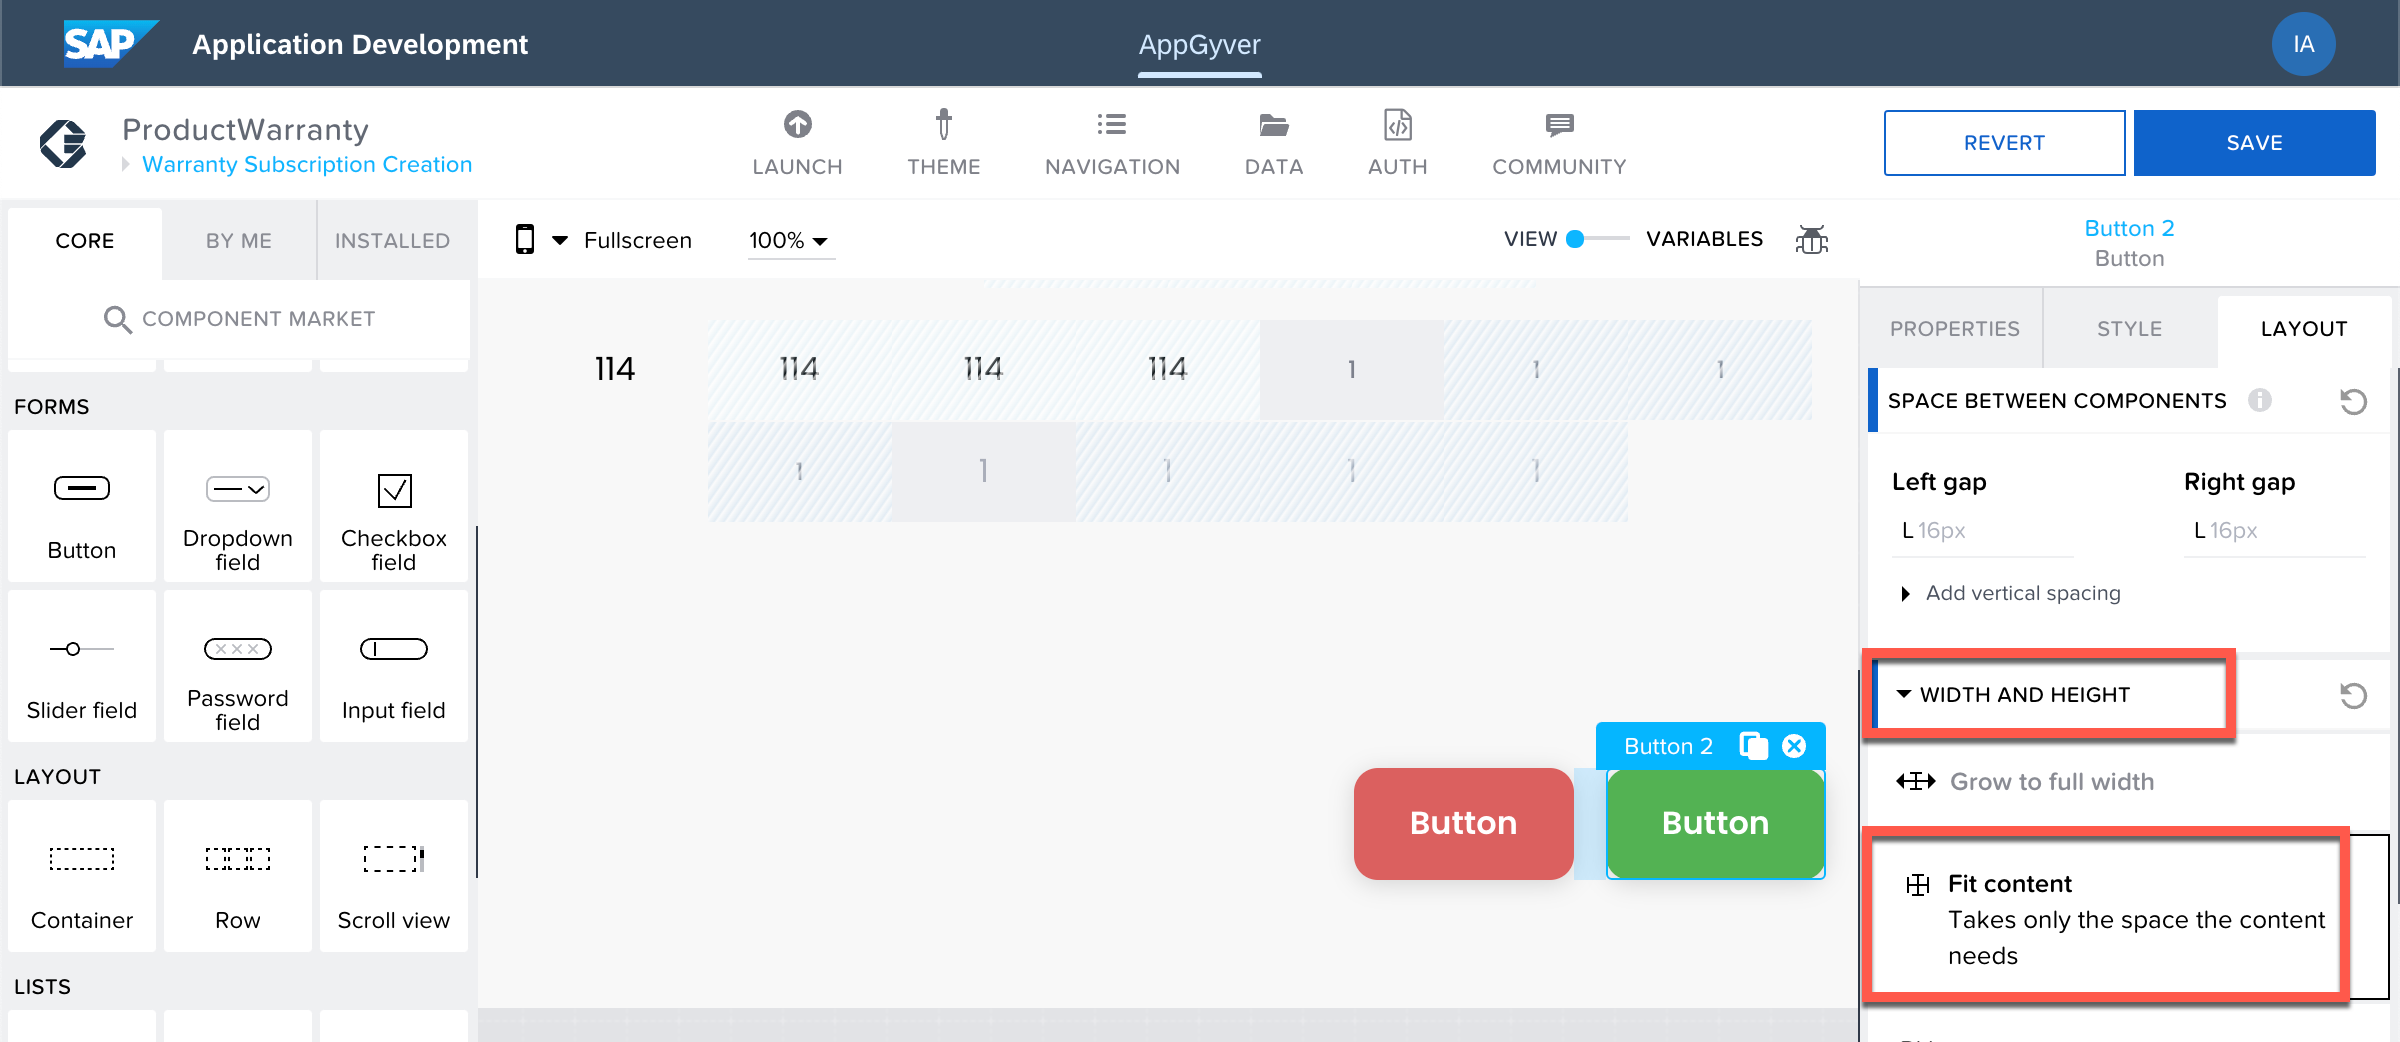 SAP Application Development
AppGyver
IA
ProductWarranty
Warranty Subscription Creation
LAUNCH
THEME
NAVIGATION
DATA
AUTH
COMMUNITY
REVERT
SAVE
CORE
BY ME
INSTALLED
Fullscreen
100%
VIEW
VARIABLES
Button 2
Button
COMPONENT MARKET
PROPERTIES
STYLE
LAYOUT
FORMS
Button
Dropdown
field
Checkbox
field
Slider field
Password
field
Input field
LAYOUT
Container
Row
Scroll view
LISTS
114 114 114 114 1 1 1
1 1 1 1 1
Button 2
Button
Button
SPACE BETWEEN COMPONENTS
Left gap
Right gap
L 16px
L 16px
Add vertical spacing
WIDTH AND HEIGHT
Grow to full width
Fit content
Takes only the space the content
needs